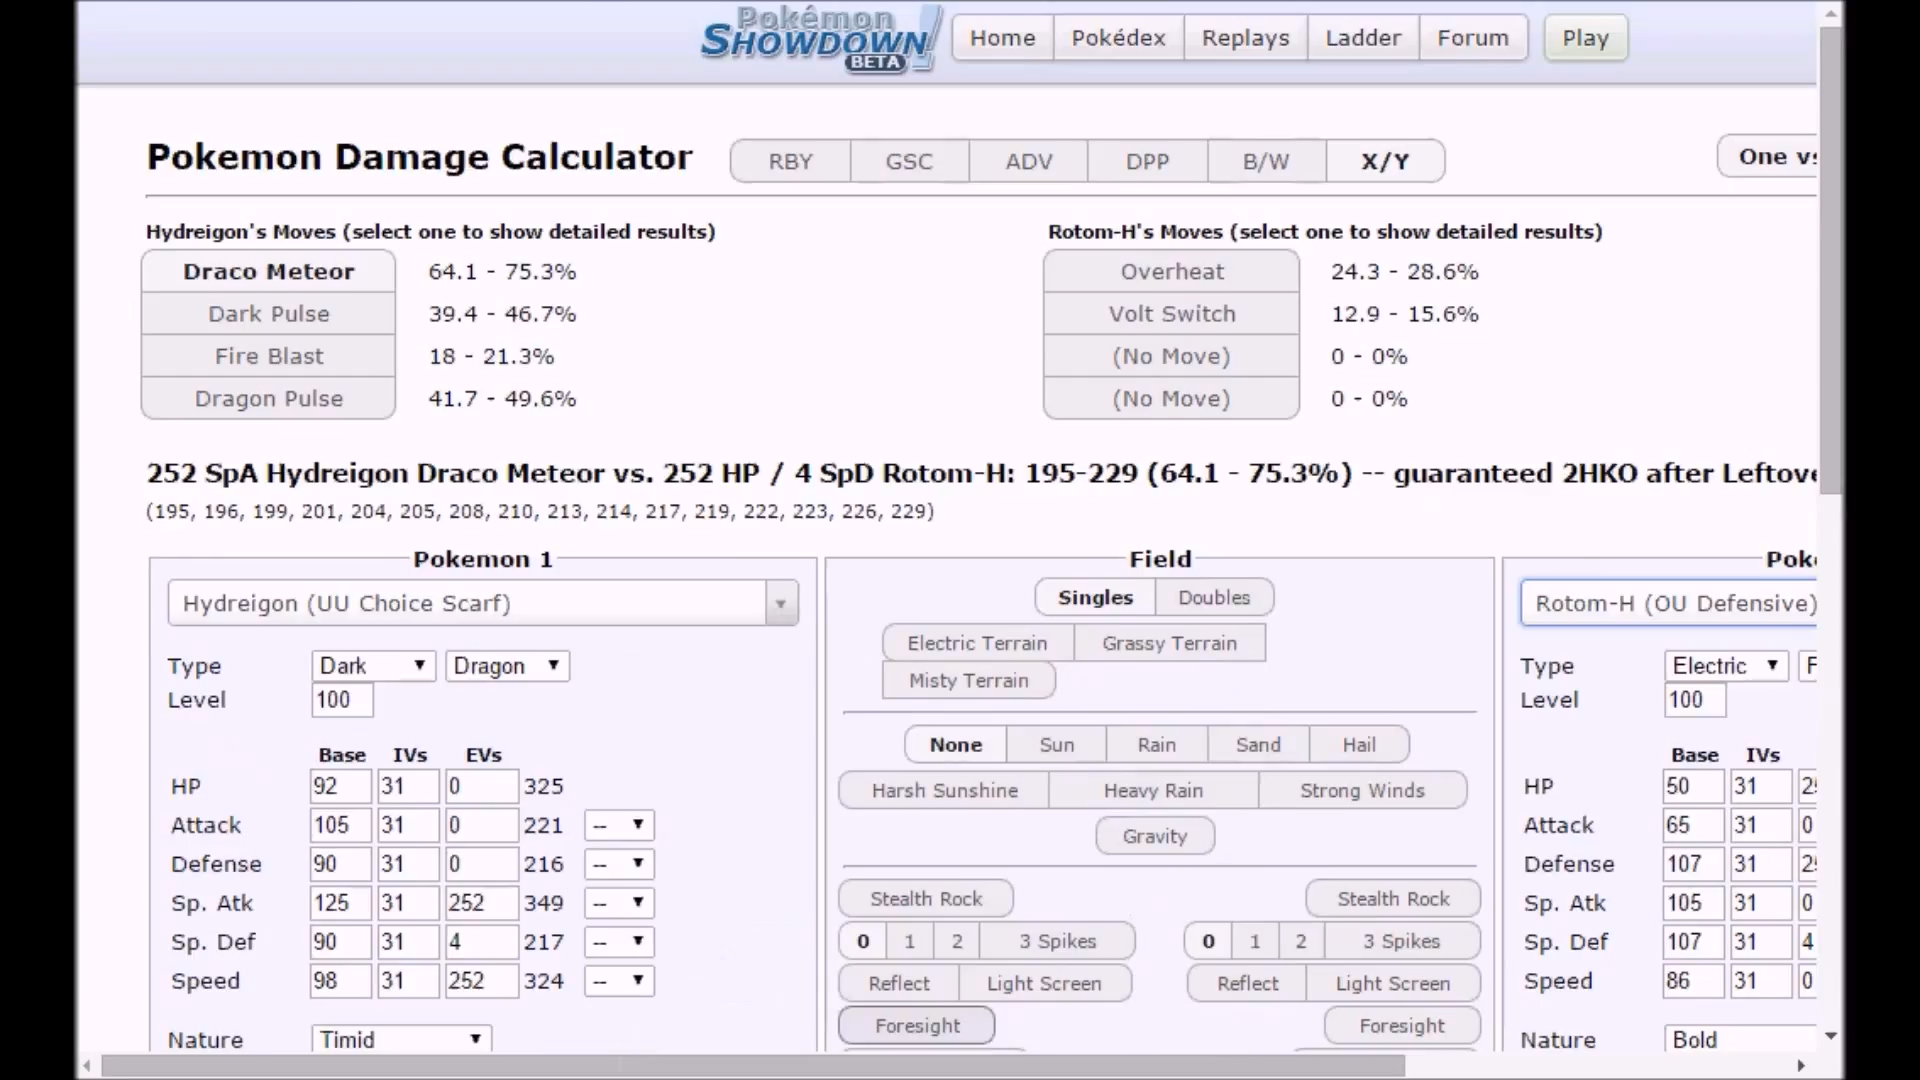 Pokémon
SHOWDOWN!
BETA
Home Pokédex Replays Ladder Forum Play
Pokemon Damage Calculator RBY GSC ADV DPP B/W X/Y One vs
Hydreigon's Moves (select one to show detailed results) Rotom-H's Moves (select one to show detailed results)
Draco Meteor 64.1 - 75.3% Overheat 24.3 - 28.6%
Dark Pulse 39.4 - 46.7% Volt Switch 12.9 - 15.6%
Fire Blast 18 - 21.3% (No Move) 0 - 0%
Dragon Pulse 41.7 - 49.6% (No Move) 0 - 0%
252 SpA Hydreigon Draco Meteor vs. 252 HP / 4 SpD Rotom-H: 195-229 (64.1 - 75.3%) -- guaranteed 2HKO after Leftove
(195, 196, 199, 201, 204, 205, 208, 210, 213, 214, 217, 219, 222, 223, 226, 229)
Pokemon 1 Field Poke
Hydreigon (UU Choice Scarf) Singles Doubles Rotom-H (OU Defensive)
Electric Terrain Grassy Terrain
Type Dark Dragon Misty Terrain Type Electric F
Level 100 Level 100
None Sun Rain Sand Hail
Base IVs EVs Base IVs
HP 92 31 0 325 Harsh Sunshine Heavy Rain Strong Winds HP 50 31 25
Attack 105 31 0 221 -- Gravity Attack 65 31 0
Defense 90 31 0 216 -- Defense 107 31 25
Sp. Atk 125 31 252 349 -- Stealth Rock Stealth Rock Sp. Atk 105 31 0
Sp. Def 90 31 4 217 -- 0 1 2 3 Spikes 0 1 2 3 Spikes Sp. Def 107 31 4
Speed 98 31 252 324 -- Reflect Light Screen Reflect Light Screen Speed 86 31 0
Foresight Foresight
Nature Timid Nature Bold